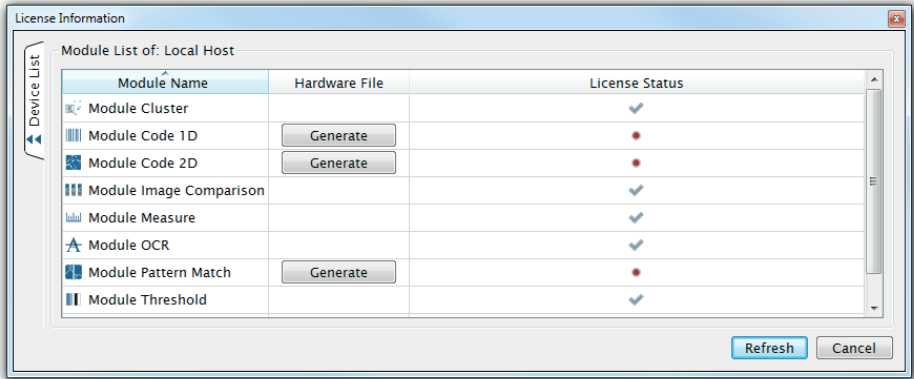 License Information
Device List
Module List of: Local Host
Module Name Hardware File License Status
Module Cluster
Module Code 1D Generate
Module Code 2D Generate
Module Image Comparison
Module Measure
Module OCR
Module Pattern Match Generate
Module Threshold
Refresh Cancel